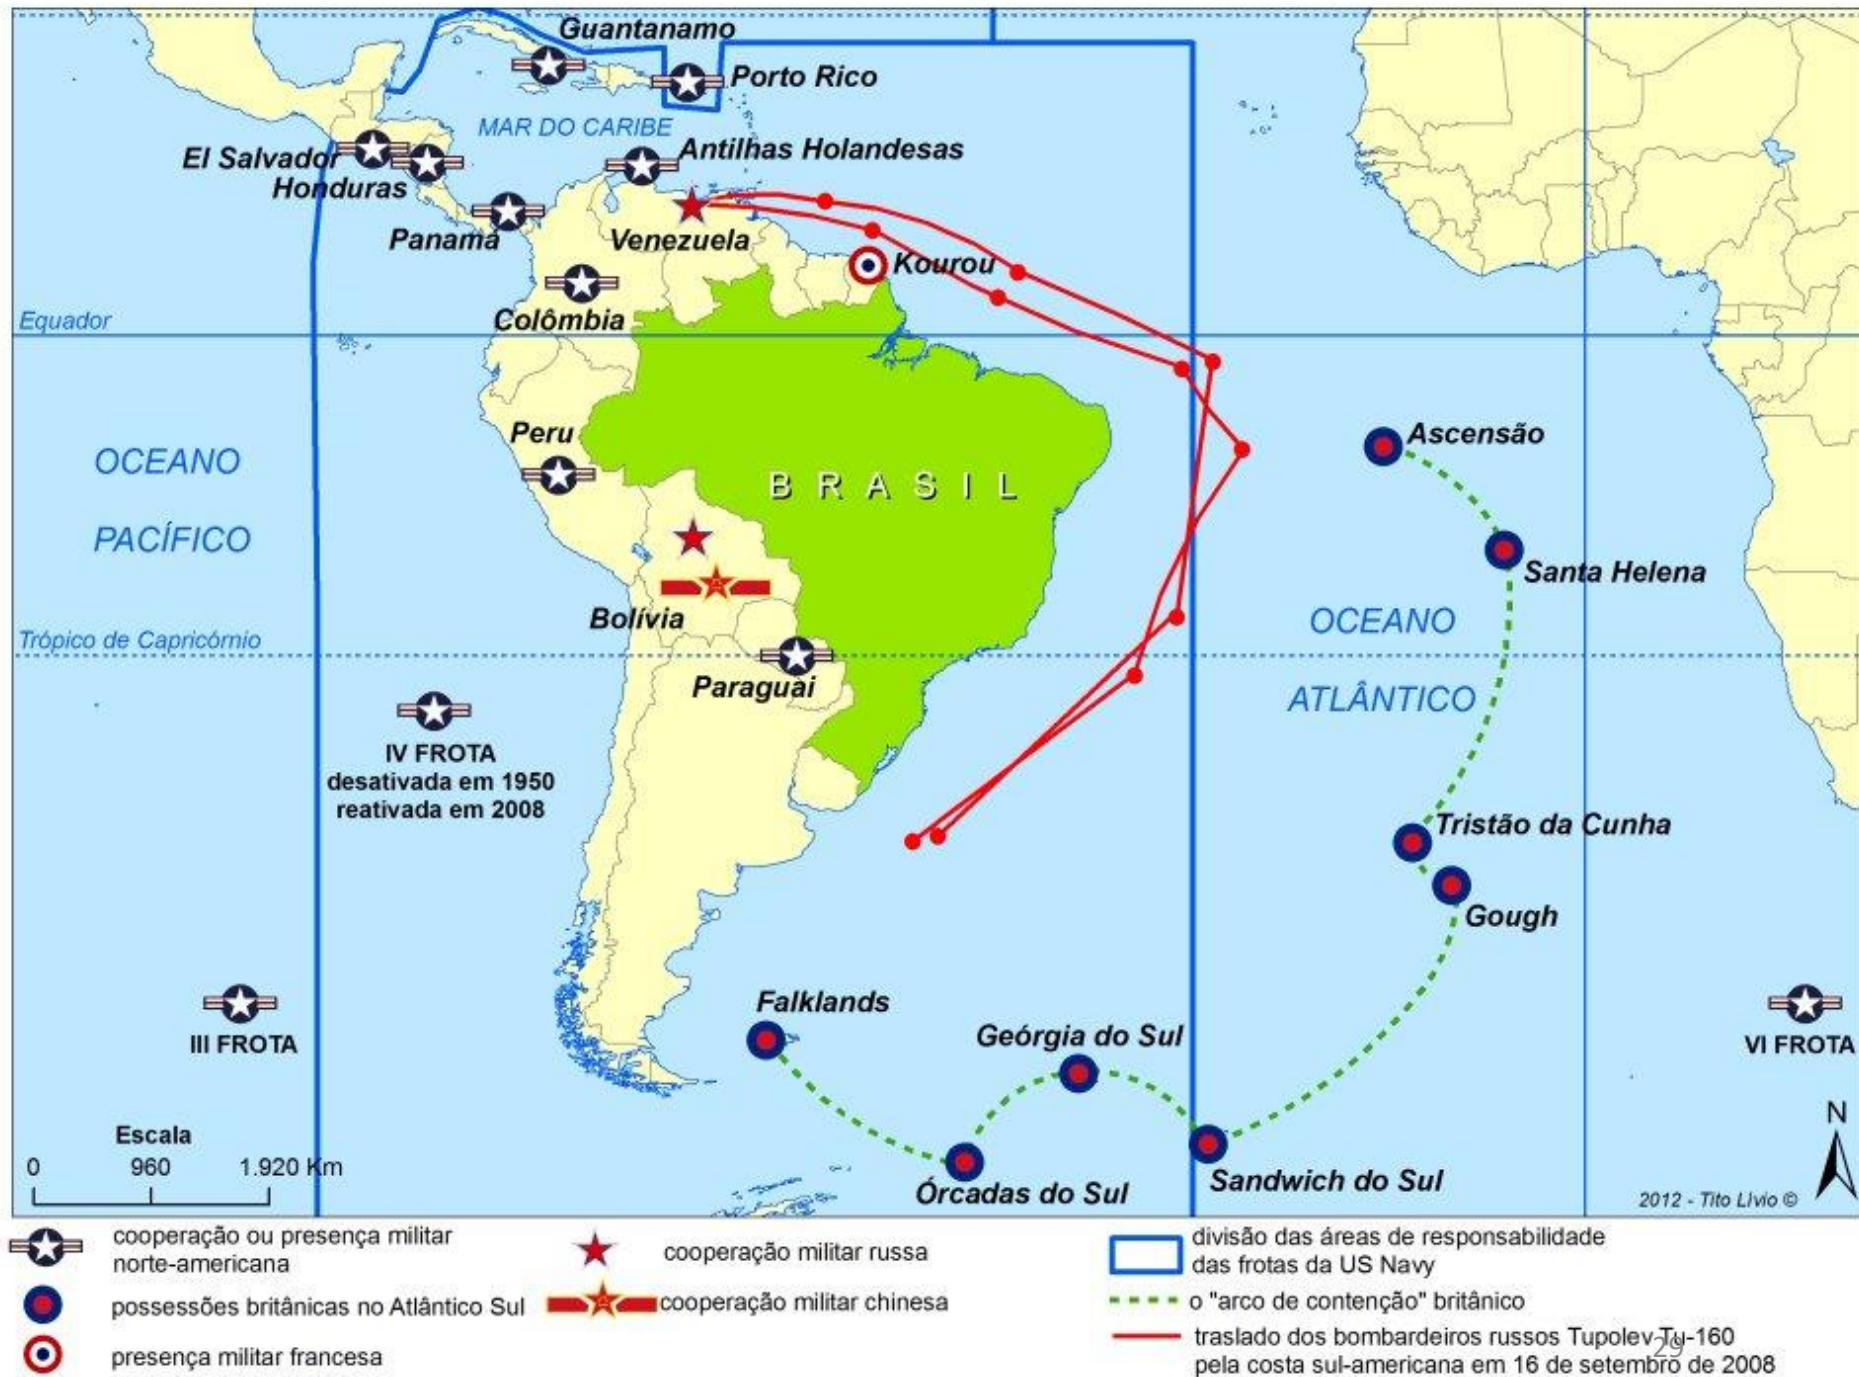 Guantanamo
Porto Rico
MAR DO CARIBE
Antilhas Holandesas
El Salvador
Honduras
Panamá
Venezuela
Kourou
Colômbia
Equador
Peru
OCEANO
PACÍFICO
B R A S I L
Ascensão
Santa Helena
Bolívia
OCEANO
ATLÂNTICO
Trópico de Capricórnio
Paraguai
IV FROTA
desativada em 1950
reativada em 2008
Tristão da Cunha
Gough
Falklands
Geórgia do Sul
III FROTA
VI FROTA
Órcadas do Sul
Sandwich do Sul
Escala
0 960 1.920 Km
N
2012 - Tito Lívio ©
cooperação ou presença militar
norte-americana
possessões britânicas no Atlântico Sul
presença militar francesa
cooperação militar russa
cooperação militar chinesa
divisão das áreas de responsabilidade
das frotas da US Navy
o "arco de contenção" britânico
traslado dos bombardeiros russos Tupolev Tu-160
pela costa sul-americana em 16 de setembro de 2008
29